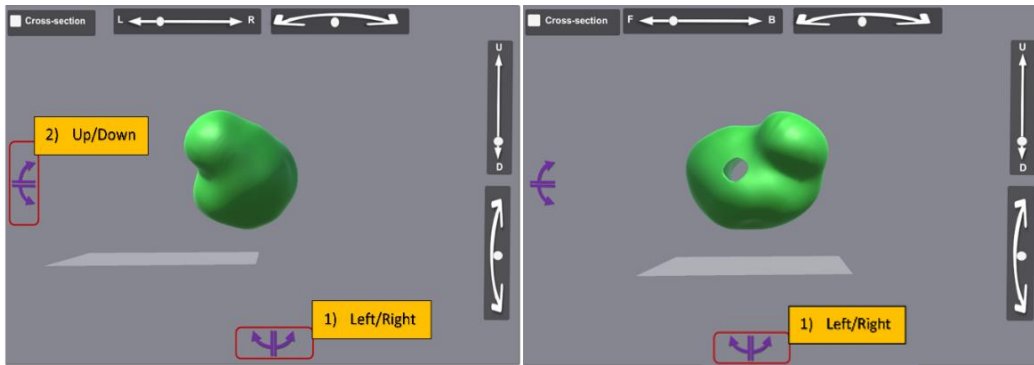 Cross-section
L R
U
D
2) Up/Down
1) Left/Right
Cross-section
F B
U
D
1) Left/Right